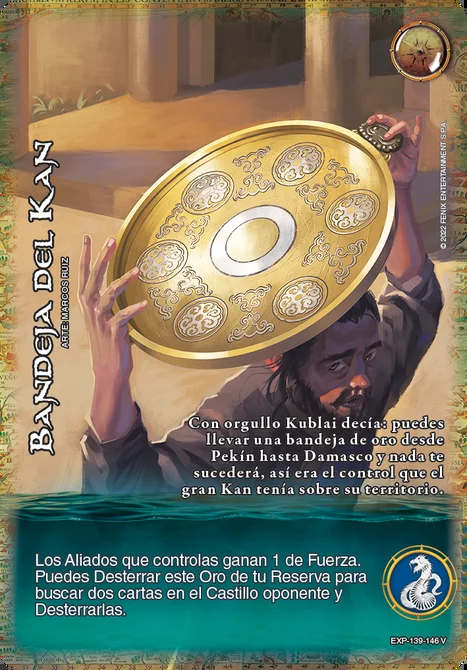 BANDEJA DEL KAN
ARTE: MARCOS RUIZ
© 2022 FENIX ENTERTAINMENT S.P.A.
Con orgullo Kublai decía: puedes
llevar una bandeja de oro desde
Pekín hasta Damasco y nada te
sucederá, así era el control que el
gran Kan tenía sobre su territorio.
Los Aliados que controlas ganan 1 de Fuerza.
Puedes Desterrar este Oro de tu Reserva para
buscar dos cartas en el Castillo oponente y
Desterrarlas.
EXP-139-146 V